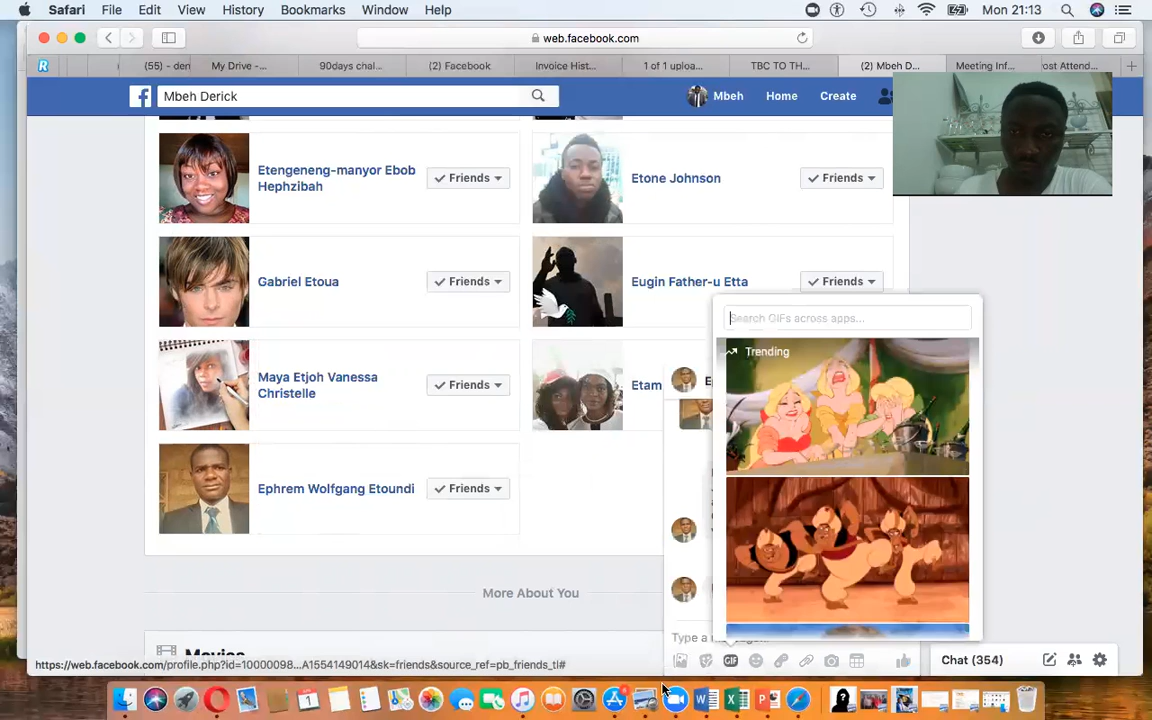 Safari File Edit View History Bookmarks Window Help Mon 21:13
web.facebook.com
(55) - den My Drive -... 90days chal... (2) Facebook Invoice Hist... 1 of 1 uploa... TBC TO TH... (2) Mbeh D... Meeting Inf... ost Attend...
Mbeh Derick Mbeh Home Create
Etengeneng-manyor Ebob
Hephzibah
Friends
Etone Johnson
Friends
Gabriel Etoua
Friends
Eugin Father-u Etta
Friends
Search GIFs across apps...
Trending
Maya Etjoh Vanessa
Christelle
Friends
Etam
Ephrem Wolfgang Etoundi
Friends
More About You
Movies
Type a m
GIF
Chat (354)
https://web.facebook.com/profile.php?id=10000098...A1554149014&sk=friends&source_ref=pb_friends_tl#